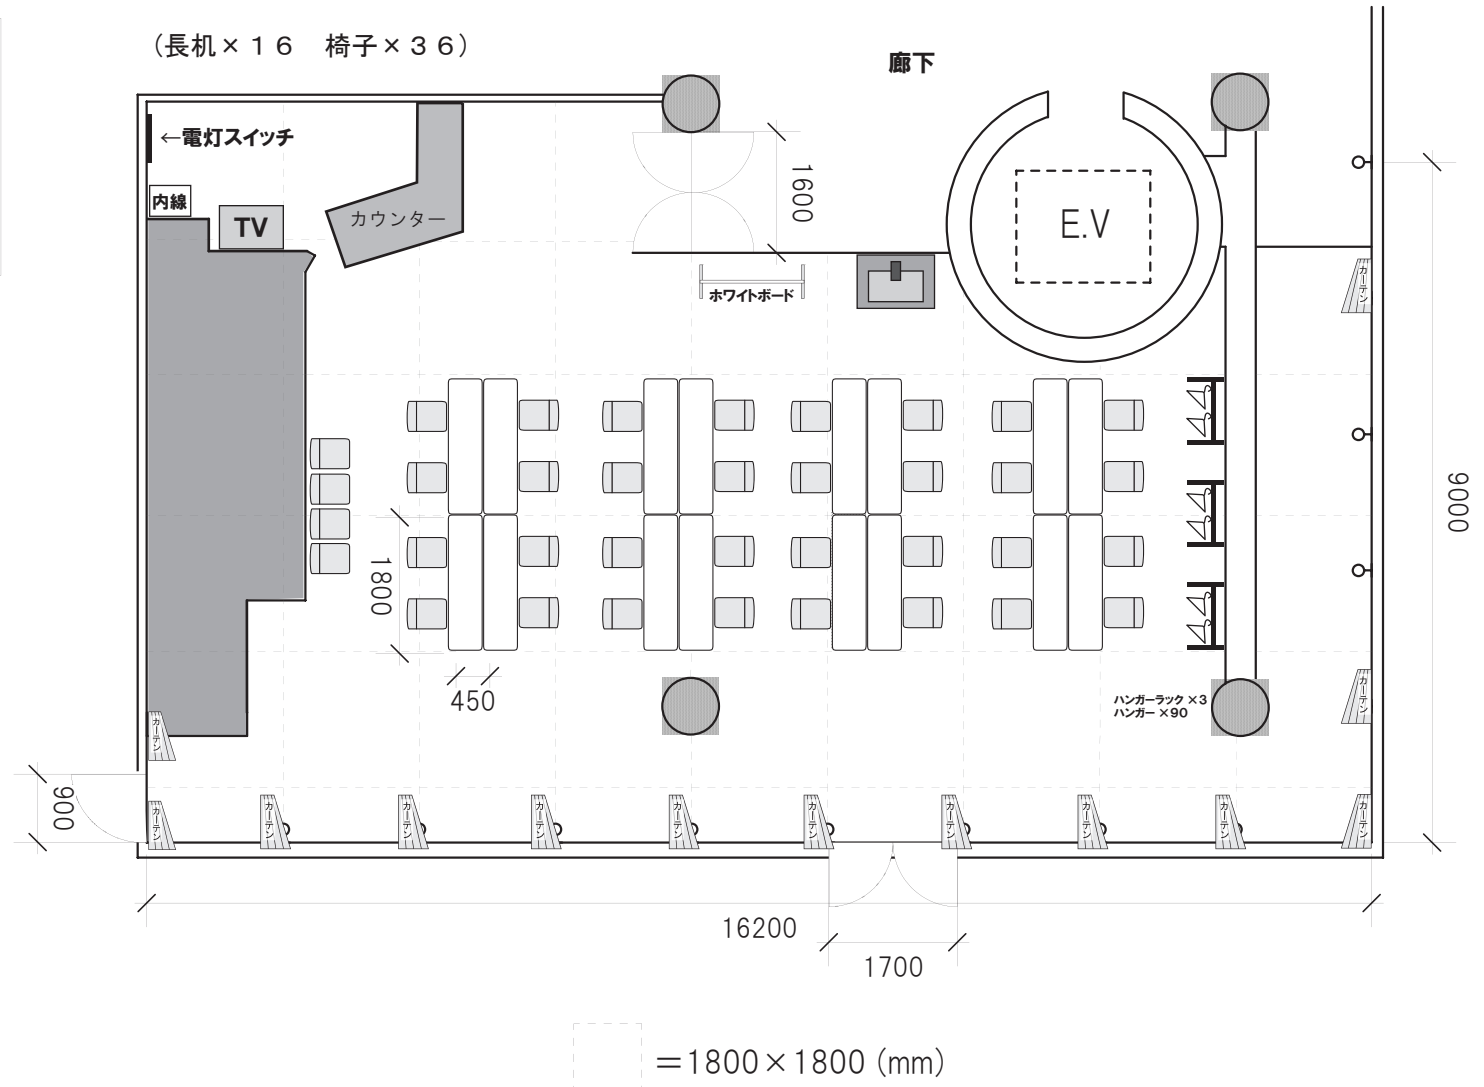 （長机×１６　椅子×３６）
廊下
←電灯スイッチ
内線
TV
カウンター
1600
E.V
ホワイトボード
カーテン
9000
1800
450
ハンガーラック ×3
ハンガー ×90
カーテン
カーテン
900
カーテン
カーテン
カーテン
カーテン
カーテン
カーテン
カーテン
カーテン
カーテン
カーテン
16200
1700
＝1800×1800 (mm)